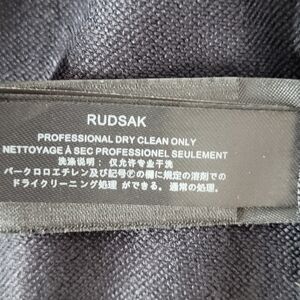 RUDSAK
PROFESSIONAL DRY CLEAN ONLY
NETTOYAGE À SEC PROFESSIONEL SEULEMENT
洗涤说明： 仅允许专业干洗
パークロロエチレン及び記号Ⓟの欄に規定の溶剤での
ドライクリーニング処理 ができる。 通常の処理。